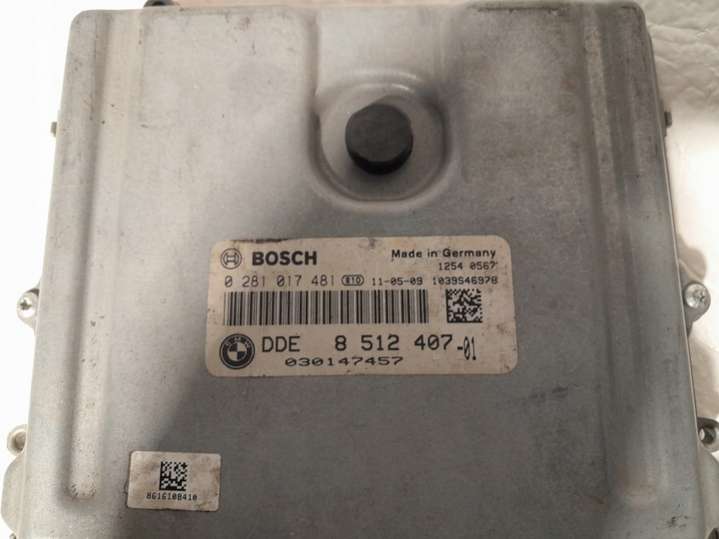 BOSCH Made in Germany
1254 0567
0 281 017 481 E10 11-05-09 1039S46978
DDE 8 512 407-01
030147457
8616108410